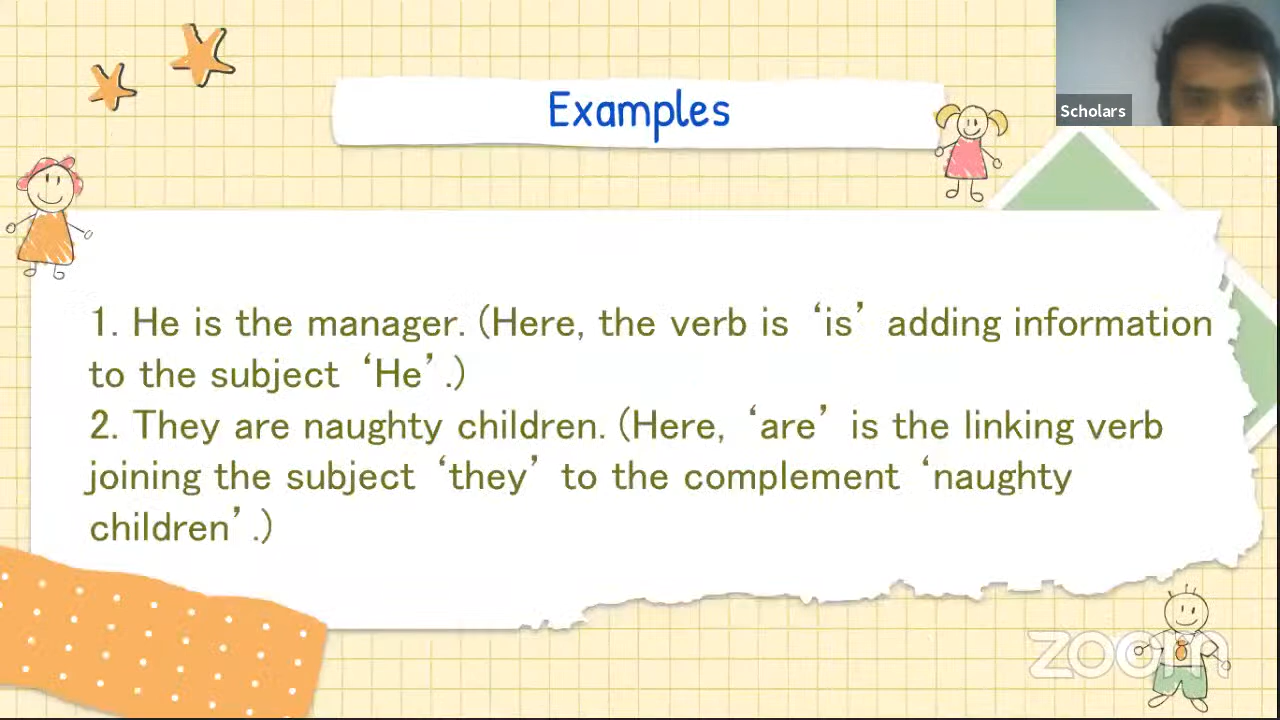 Examples
Scholars
1. He is the manager. (Here, the verb is ‘is’ adding information
to the subject ‘He’.)
2. They are naughty children. (Here, ‘are’ is the linking verb
joining the subject ‘they’ to the complement ‘naughty
children’.)
zoom